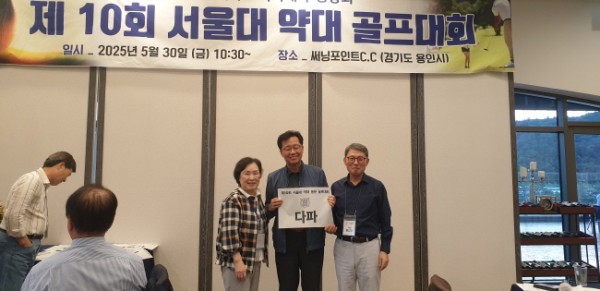 제 10회 서울대 약대 골프대회
일시 _ 2025년 5월 30일 (금) 10:30~ 장소 _ 써닝포인트C.C (경기도 용인시)
다파